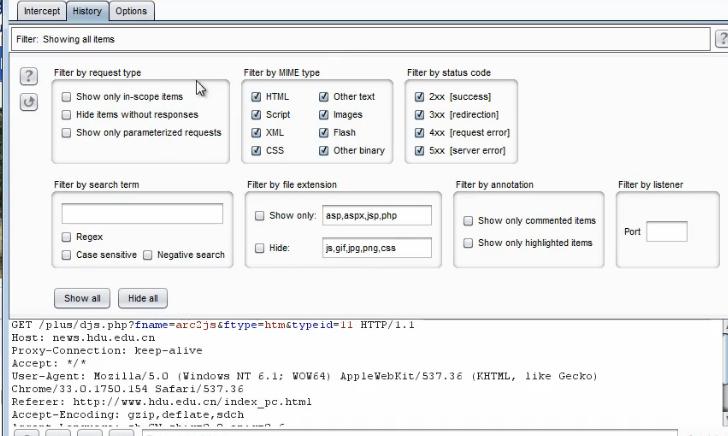 Intercept History Options
Filter: Showing all items
?
?
Filter by request type
Show only in-scope items
Hide items without responses
Show only parameterized requests
Filter by MIME type
HTML Other text
Script Images
XML Flash
CSS Other binary
Filter by status code
2xx [success]
3xx [redirection]
4xx [request error]
5xx [server error]
Filter by search term
Regex
Case sensitive Negative search
Filter by file extension
Show only: asp,aspx,jsp,php
Hide: js,gif,jpg,png,css
Filter by annotation
Show only commented items
Show only highlighted items
Filter by listener
Port
Show all Hide all
GET /plus/djs.php?fname=arc2js&ftype=htm&typeid=11 HTTP/1.1
Host: news.hdu.edu.cn
Proxy-Connection: keep-alive
Accept: */*
User-Agent: Mozilla/5.0 (Windows NT 6.1; WOW64) AppleWebKit/537.36 (KHTML, like Gecko)
Chrome/33.0.1750.154 Safari/537.36
Referer: http://www.hdu.edu.cn/index_pc.html
Accept-Encoding: gzip,deflate,sdch